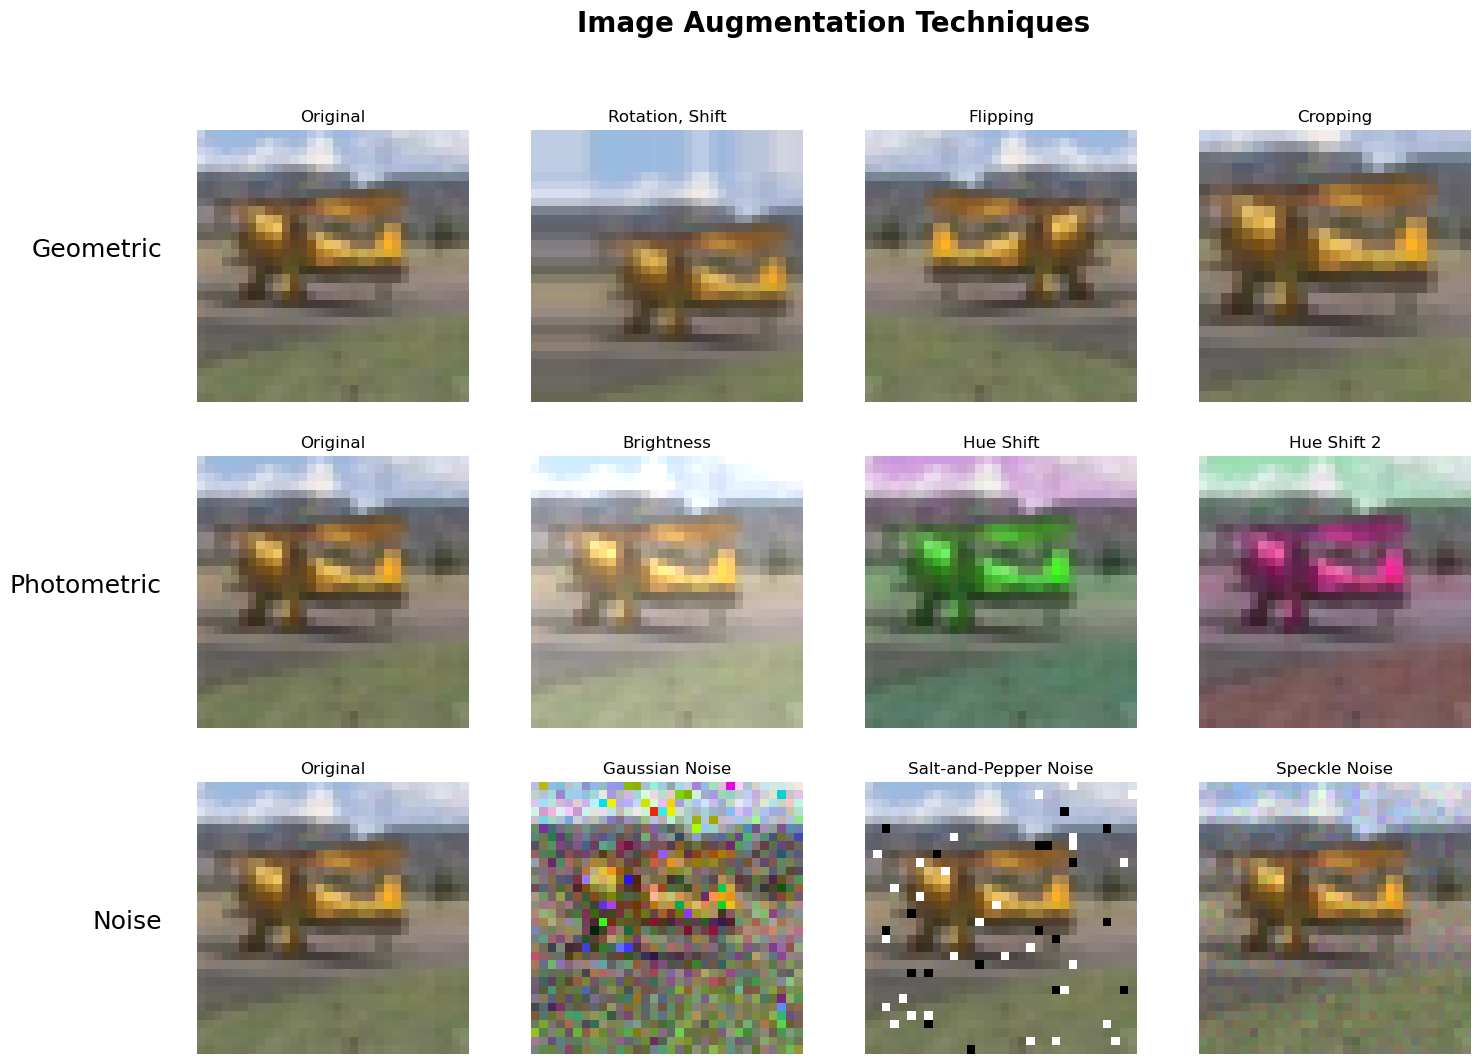 Image Augmentation Techniques
Original
Rotation, Shift
Flipping
Cropping
Geometric
Original
Brightness
Hue Shift
Hue Shift 2
Photometric
Original
Gaussian Noise
Salt-and-Pepper Noise
Speckle Noise
Noise